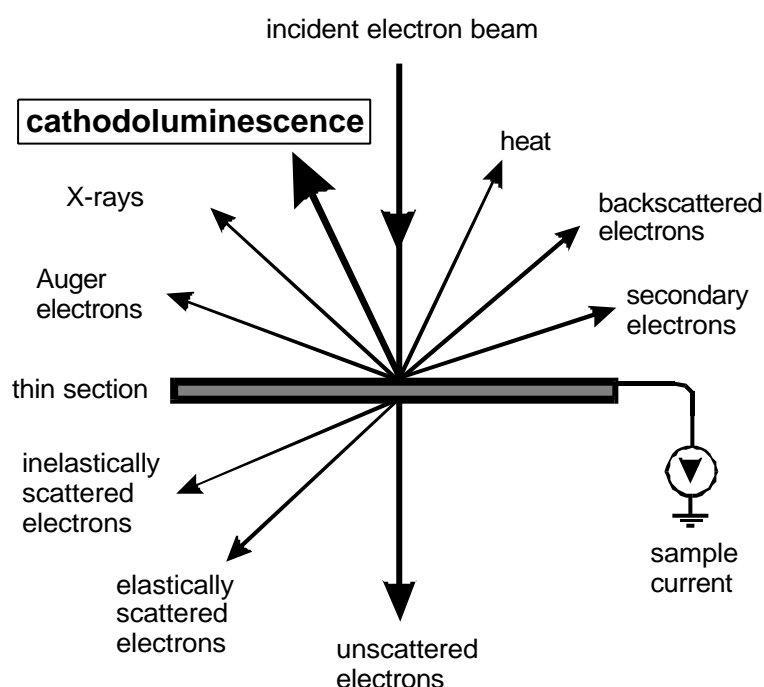 incident electron beam
cathodoluminescence
heat
X-rays
backscattered
electrons
Auger
electrons
secondary
electrons
thin section
inelastically
scattered
electrons
sample
current
elastically
scattered
electrons
unscattered
electrons